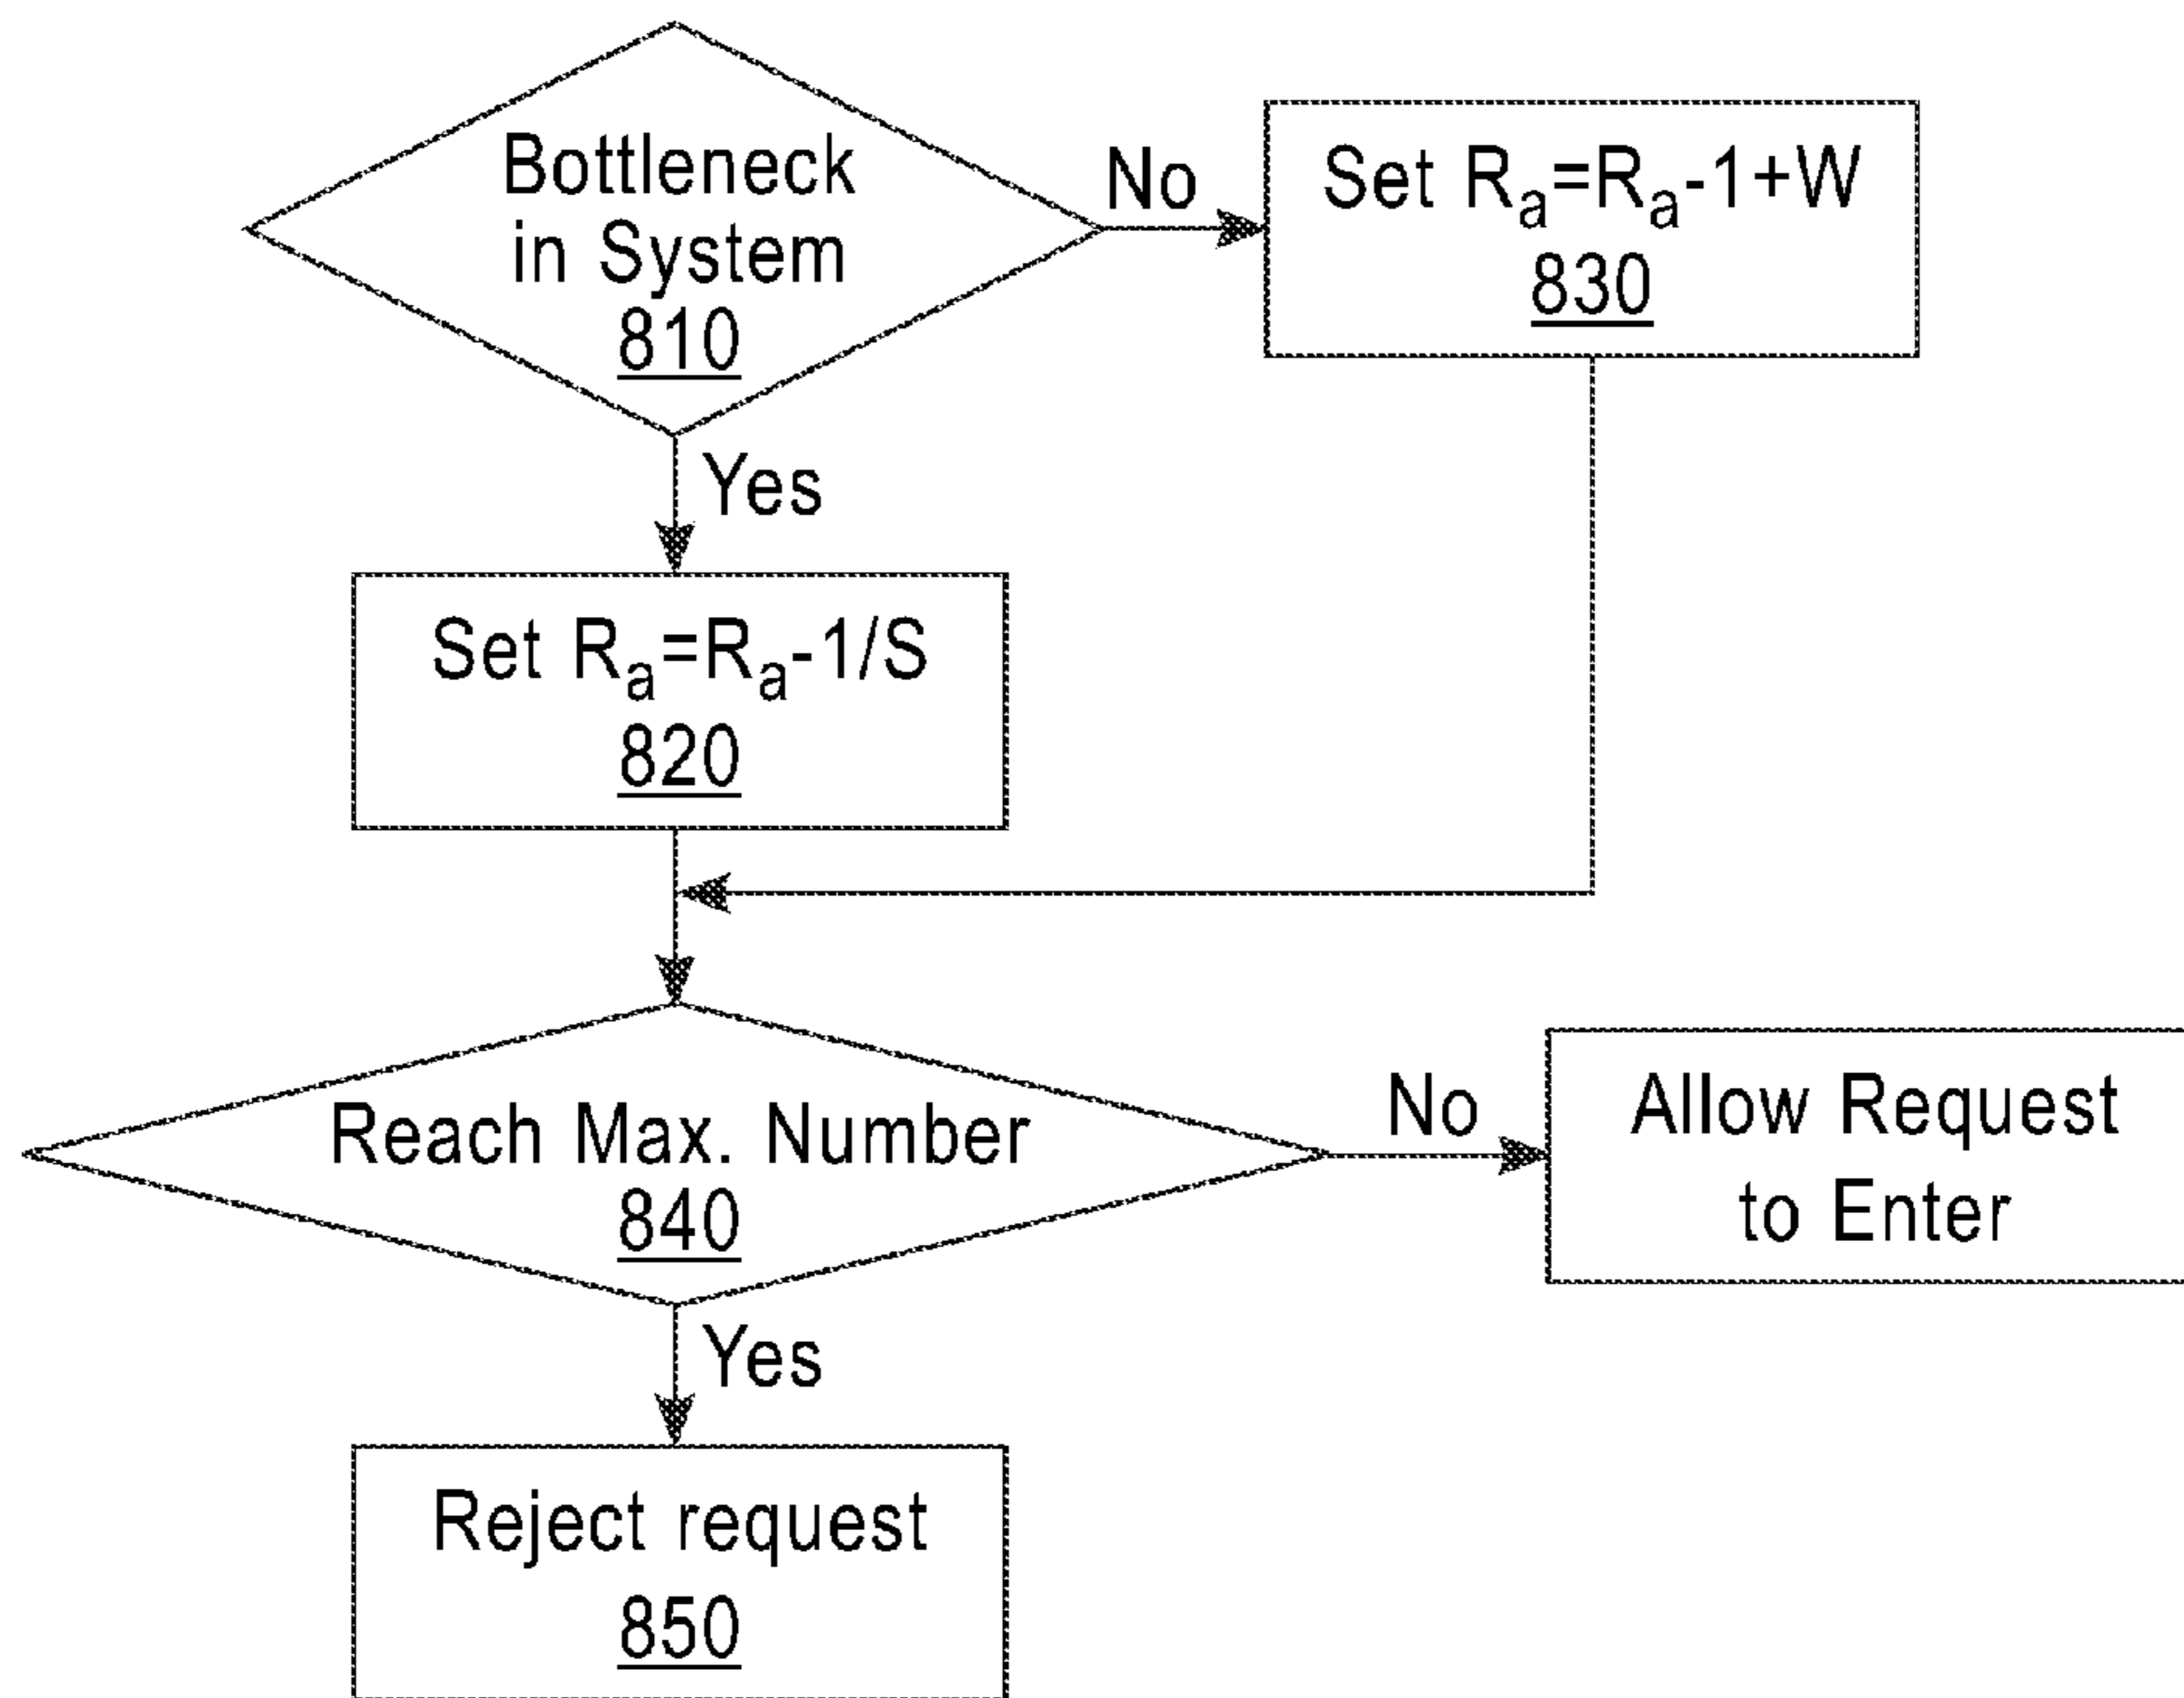 Bottleneck
in System
810
No
Set Rₐ=Rₐ-1+W
830
Yes
Set Rₐ=Rₐ-1/S
820
Reach Max. Number
840
No
Allow Request
to Enter
Yes
Reject request
850